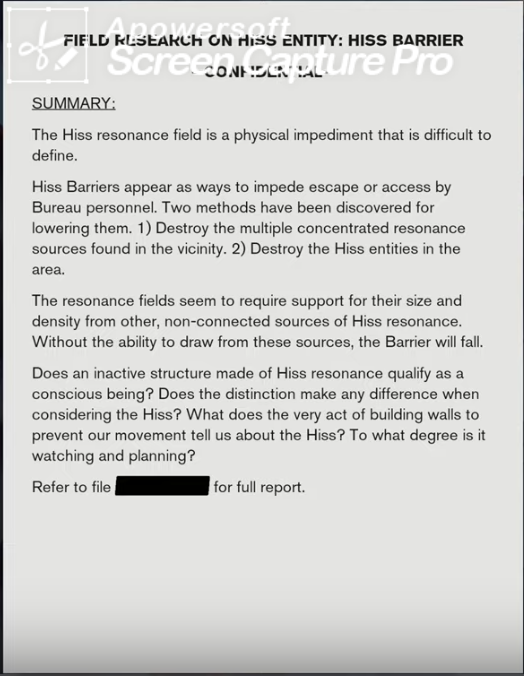 Apowersoft
Screen Capture Pro
FIELD RESEARCH ON HISS ENTITY: HISS BARRIER
- CONFIDENTIAL-
SUMMARY:
The Hiss resonance field is a physical impediment that is difficult to
define.
Hiss Barriers appear as ways to impede escape or access by
Bureau personnel. Two methods have been discovered for
lowering them. 1) Destroy the multiple concentrated resonance
sources found in the vicinity. 2) Destroy the Hiss entities in the
area.
The resonance fields seem to require support for their size and
density from other, non-connected sources of Hiss resonance.
Without the ability to draw from these sources, the Barrier will fall.
Does an inactive structure made of Hiss resonance qualify as a
conscious being? Does the distinction make any difference when
considering the Hiss? What does the very act of building walls to
prevent our movement tell us about the Hiss? To what degree is it
watching and planning?
Refer to file for full report.